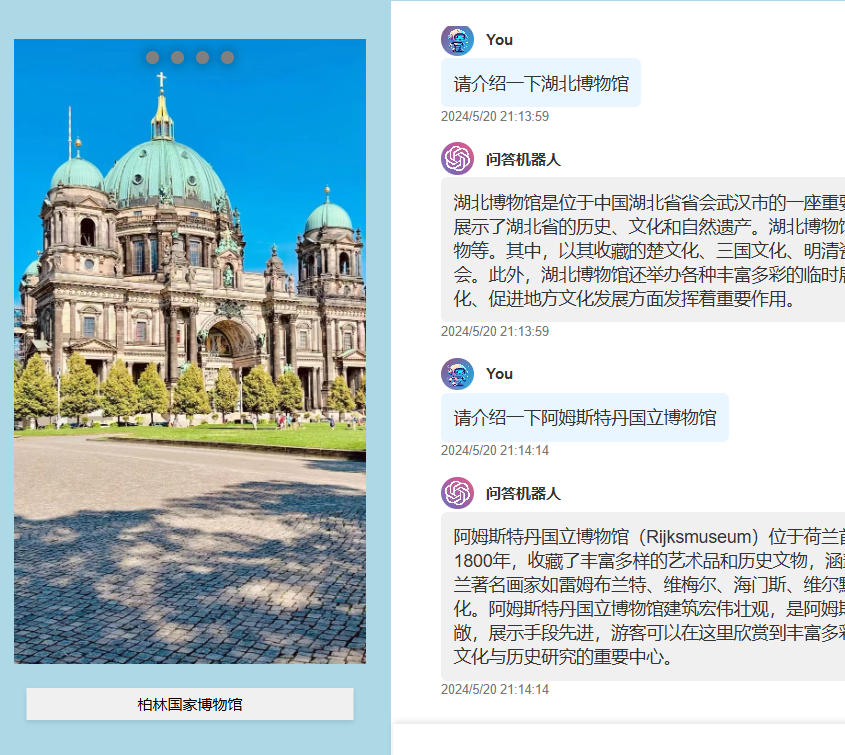 You
请介绍一下湖北博物馆
2024/5/20 21:13:59
问答机器人
湖北博物馆是位于中国湖北省省会武汉市的一座重要
展示了湖北省的历史、文化和自然遗产。湖北博物馆
物等。其中，以其收藏的楚文化、三国文化、明清瓷
会。此外，湖北博物馆还举办各种丰富多彩的临时展
化、促进地方文化发展方面发挥着重要作用。
2024/5/20 21:13:59
You
请介绍一下阿姆斯特丹国立博物馆
2024/5/20 21:14:14
问答机器人
阿姆斯特丹国立博物馆（Rijksmuseum）位于荷兰首
1800年，收藏了丰富多样的艺术品和历史文物，涵
兰著名画家如雷姆布兰特、维梅尔、海门斯、维尔
化。阿姆斯特丹国立博物馆建筑宏伟壮观，是阿姆斯
敞，展示手段先进，游客可以在这里欣赏到丰富多彩
文化与历史研究的重要中心。
2024/5/20 21:14:14
柏林国家博物馆